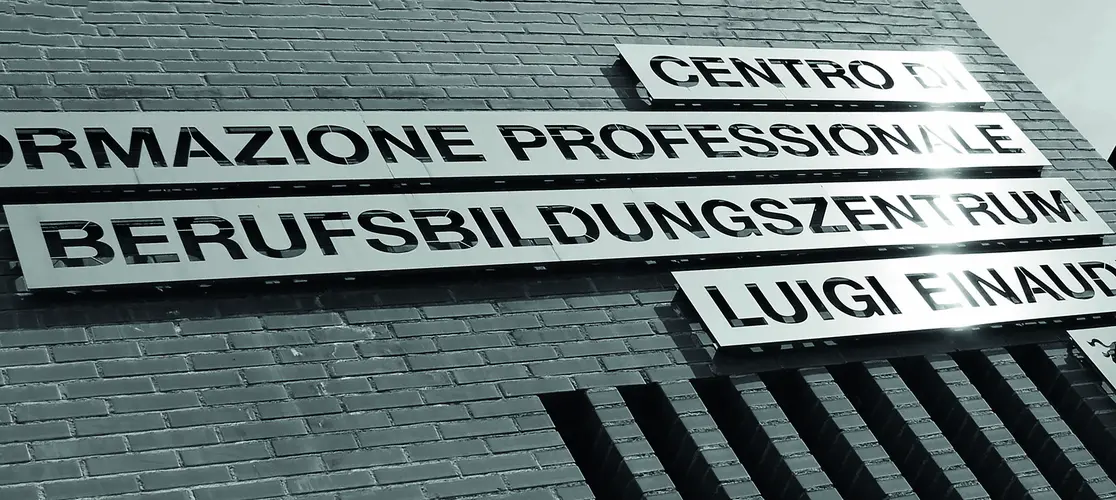 CENTRO DI
ORMAZIONE PROFESSIONALE
BERUFSBILDUNGSZENTRUM
LUIGI EINAUD